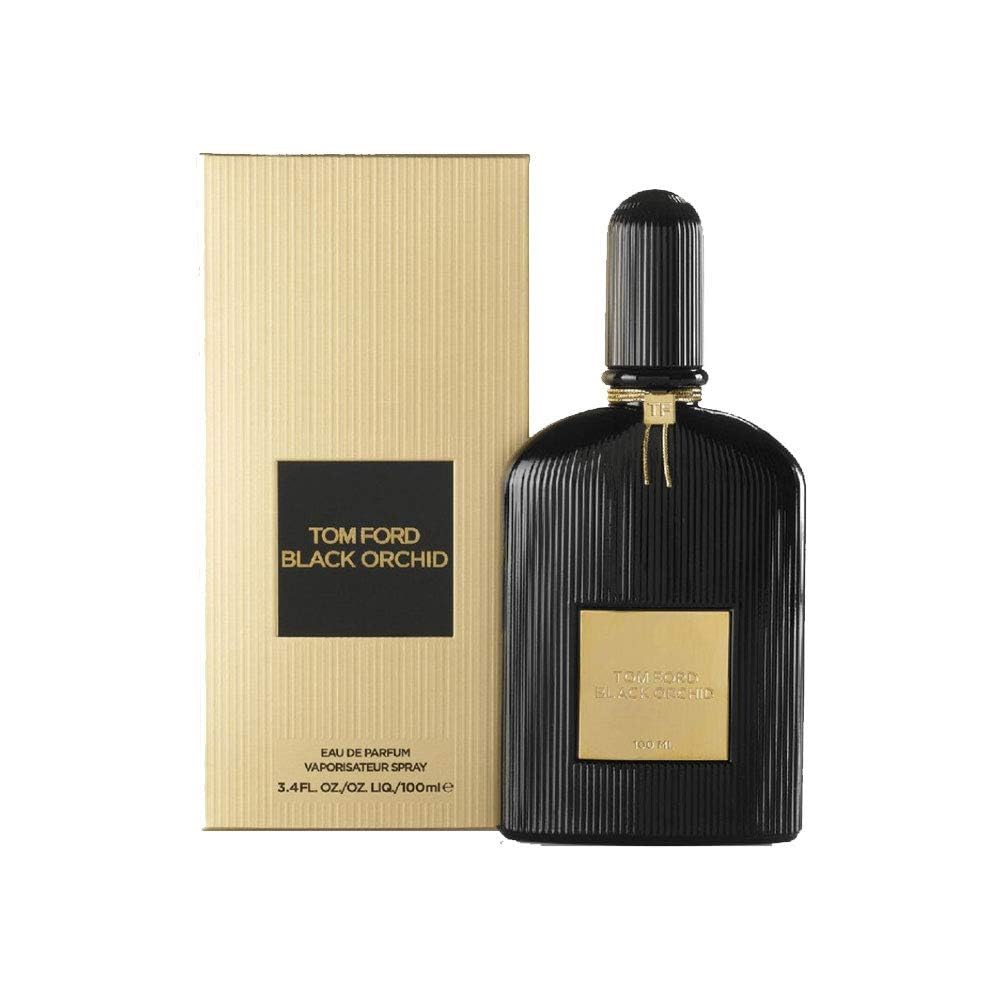 TOM FORD
BLACK ORCHID
EAU DE PARFUM
VAPORISATEUR SPRAY
3.4FL. OZ./OZ. LIQ./100ml℮
TF
TOM FORD
BLACK ORCHID
100 ML